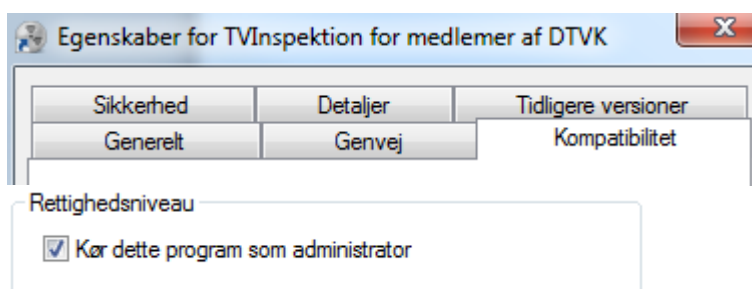 Egenskaber for TVInspektion for medlemer af DTVK
Sikkerhed Detaljer Tidligere versioner
Generelt Genvej Kompatibilitet
Rettighedsniveau
Kør dette program som administrator